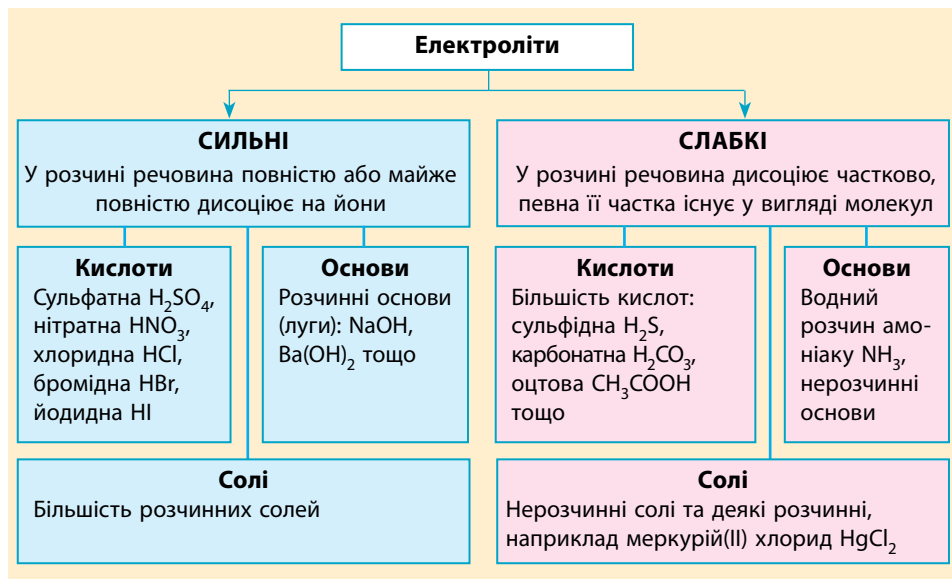 Електроліти
СИЛЬНІ
У розчині речовина повністю або майже
повністю дисоціює на йони
Кислоти
Сульфатна H₂SO₄,
нітратна HNO₃,
хлоридна HCl,
бромідна HBr,
йодидна HI
Основи
Розчинні основи
(луги): NaOH,
Ba(OH)₂ тощо
Солі
Більшість розчинних солей
СЛАБКІ
У розчині речовина дисоціює частково,
певна її частка існує у вигляді молекул
Кислоти
Більшість кислот:
сульфідна H₂S,
карбонатна H₂CO₃,
оцтова CH₃COOH
тощо
Основи
Водний
розчин амо-
ніаку NH₃,
нерозчинні
основи
Солі
Нерозчинні солі та деякі розчинні,
наприклад меркурій(II) хлорид HgCl₂